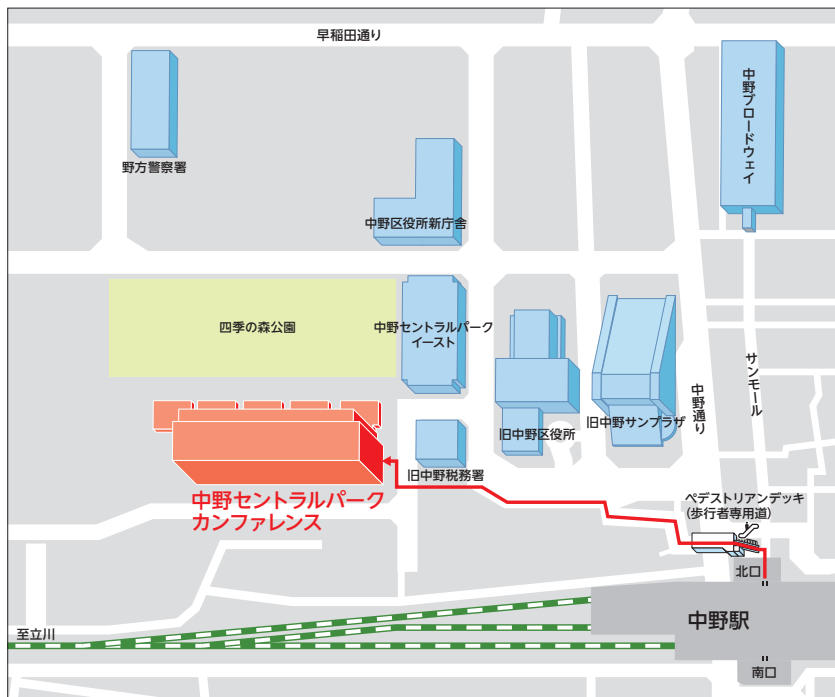 早稲田通り
中野ブロードウェイ
野方警察署
中野区役所新庁舎
四季の森公園
中野セントラルパーク
イースト
サンモール
中野通り
旧中野サンプラザ
旧中野区役所
旧中野税務署
中野セントラルパーク
カンファレンス
ペデストリアンデッキ
(歩行者専用道)
北口
中野駅
至立川
南口